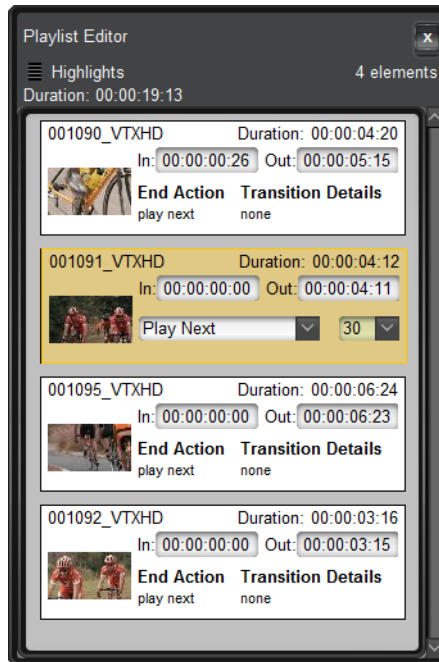 Playlist Editor
x
Highlights
4 elements
Duration: 00:00:19:13
001090_VTXHD
Duration: 00:00:04:20
In: 00:00:00:26 Out: 00:00:05:15
End Action Transition Details
play next none
001091_VTXHD
Duration: 00:00:04:12
In: 00:00:00:00 Out: 00:00:04:11
Play Next 30
001095_VTXHD
Duration: 00:00:06:24
In: 00:00:00:00 Out: 00:00:06:23
End Action Transition Details
play next none
001092_VTXHD
Duration: 00:00:03:16
In: 00:00:00:00 Out: 00:00:03:15
End Action Transition Details
play next none